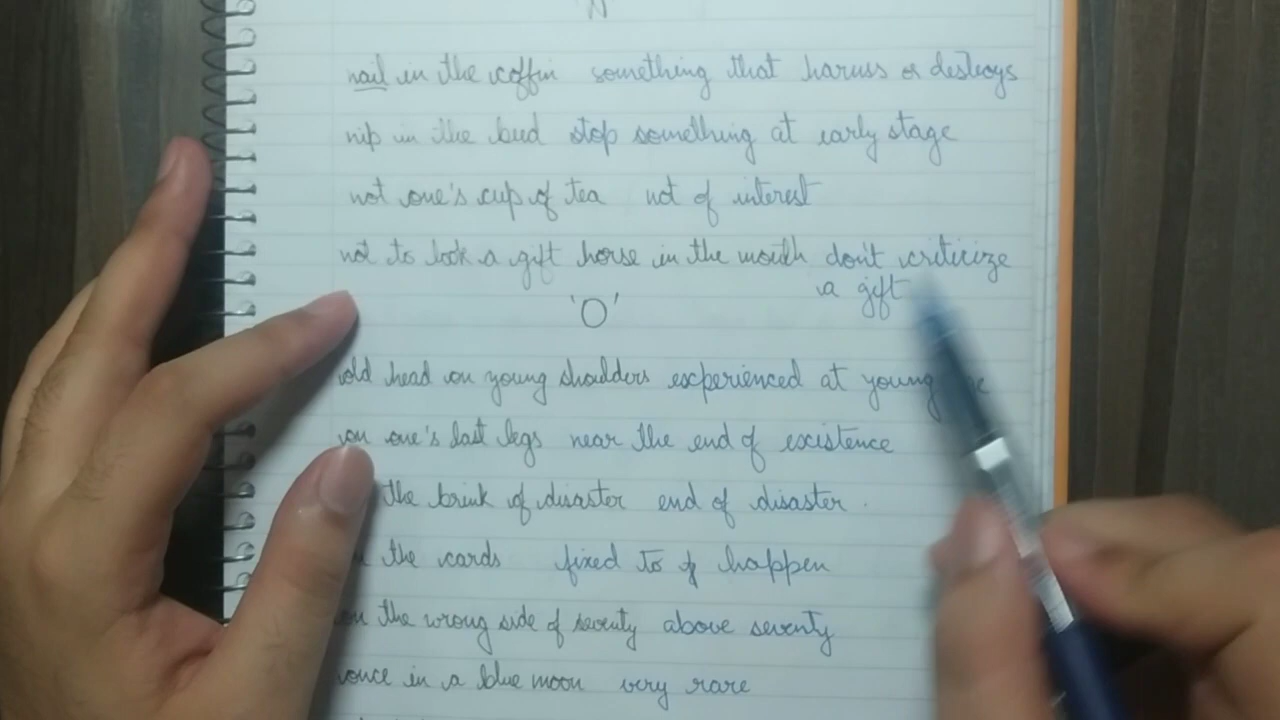 nail in the coffin something that harms or destroys
nip in the bud stop something at early stage
not one's cup of tea not of interest
not to look a gift horse in the mouth don't criticize
a gift
'O'
old head on young shoulders experienced at young
on one's last legs near the end of existence
the brink of disaster end of disaster
the cards fixed to of happen
on the wrong side of seventy above seventy
once in a blue moon very rare